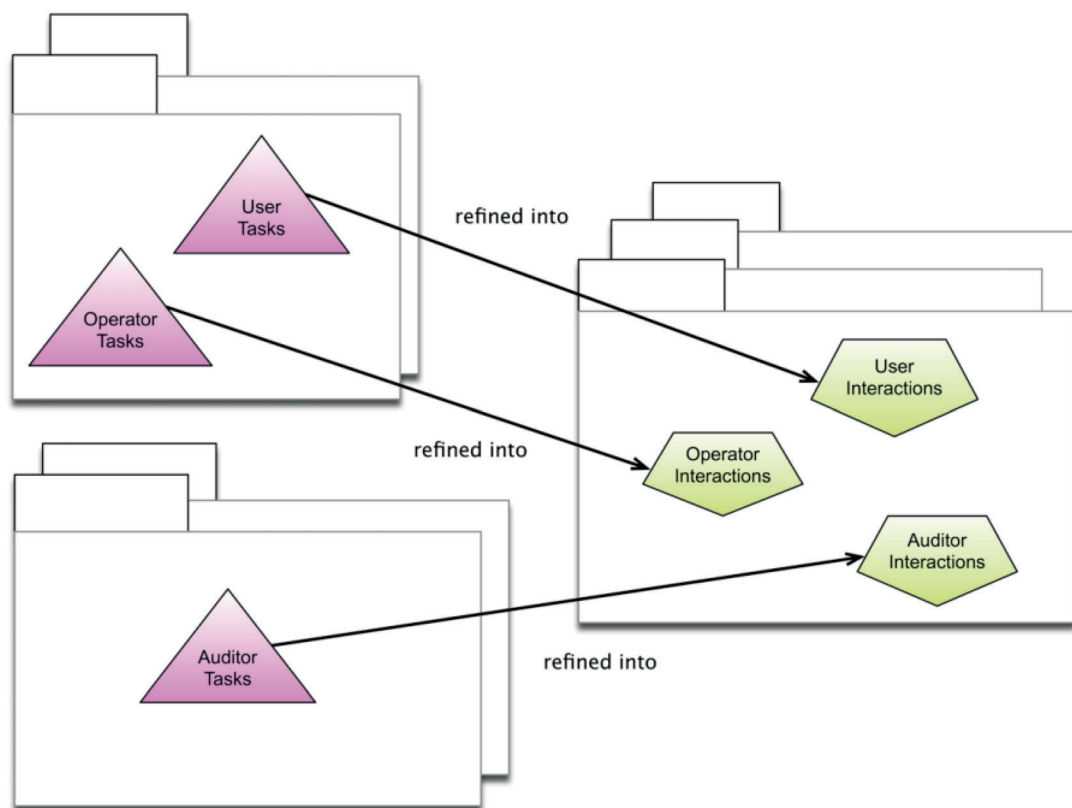 User
Tasks
refined into
Operator
Tasks
User
Interactions
refined into
Operator
Interactions
Auditor
Interactions
Auditor
Tasks
refined into